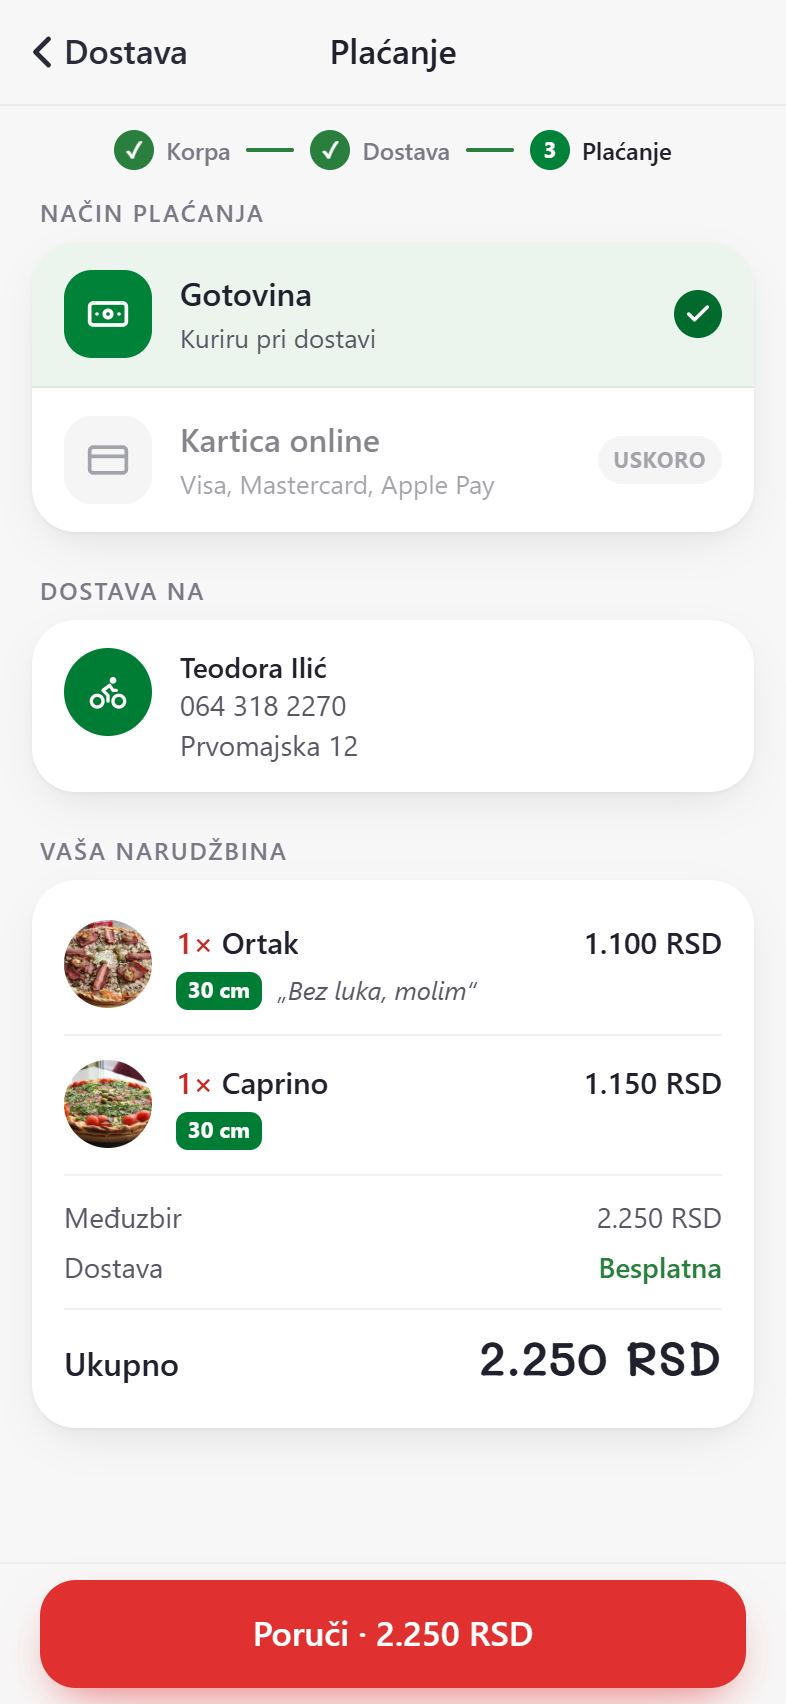 Dostava
Plaćanje
Korpa
Dostava
3 Plaćanje
NAČIN PLAĆANJA
Gotovina
Kuriru pri dostavi
Kartica online
Visa, Mastercard, Apple Pay
USKORO
DOSTAVA NA
Teodora Ilić
064 318 2270
Prvomajska 12
VAŠA NARUDŽBINA
1× Ortak 1.100 RSD
30 cm „Bez luka, molim“
1× Caprino 1.150 RSD
30 cm
Međuzbir 2.250 RSD
Dostava Besplatna
Ukupno 2.250 RSD
Poruči · 2.250 RSD